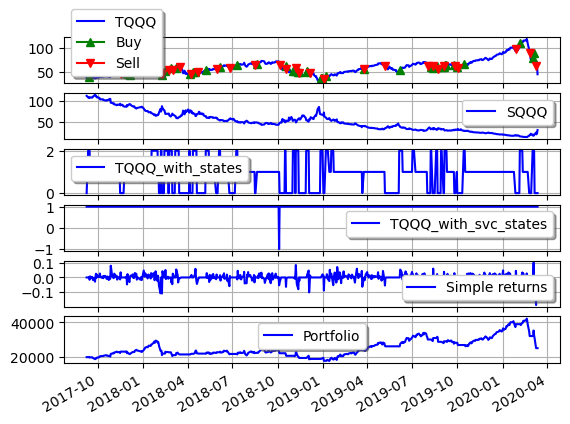 TQQQ
Buy
Sell
100
50
100
50
SQQQ
2
0
TQQQ_with_states
1
0
−1
TQQQ_with_svc_states
0.1
0.0
−0.1
Simple returns
40000
20000
Portfolio
2017-10 2018-01 2018-04 2018-07 2018-10 2019-01 2019-04 2019-07 2019-10 2020-01 2020-04